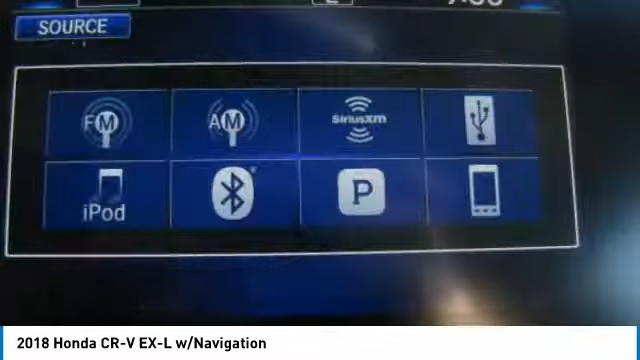 SOURCE
FM AM SiriusXM
iPod P
2018 Honda CR-V EX-L w/Navigation